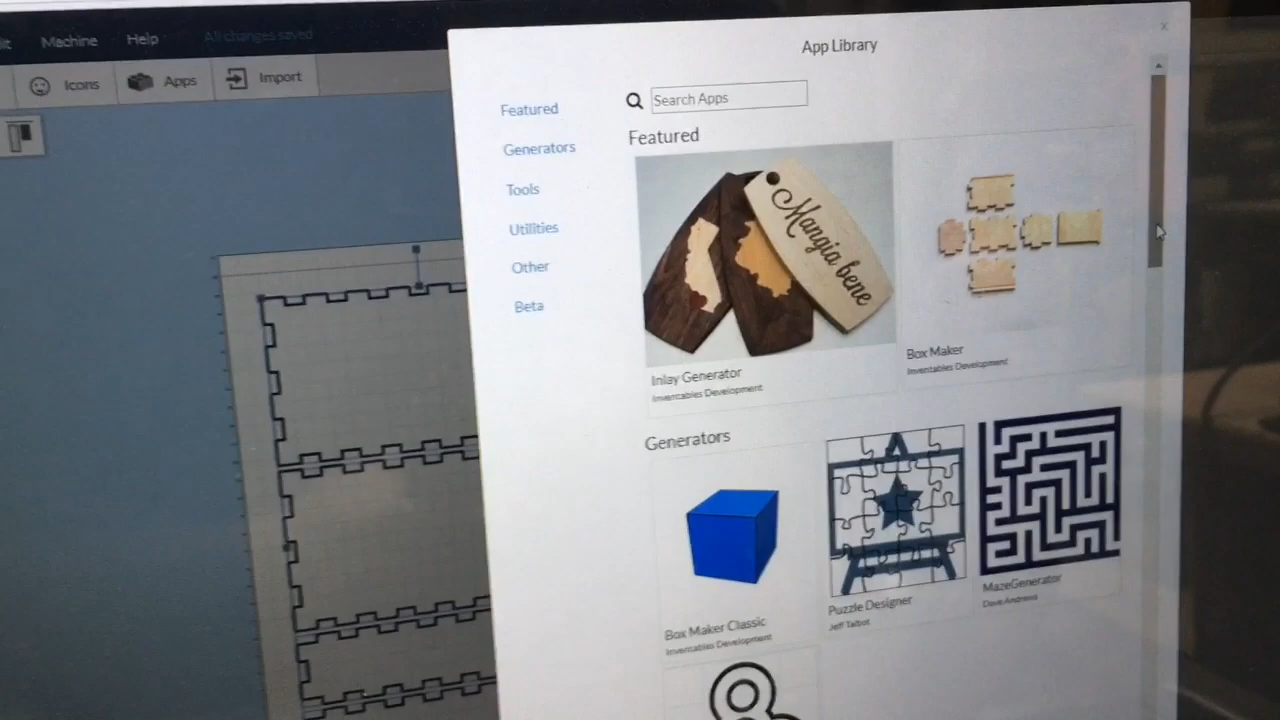 Machine Help All changes saved
Icons Apps Import
App Library
Search Apps
Featured
Generators
Tools
Utilities
Other
Beta
Featured
Mangia bene
Inlay Generator
Inventables Development
Box Maker
Inventables Development
Generators
Box Maker Classic
Inventables Development
Puzzle Designer
Jeff Talbot
MazeGenerator
Dave Andrews